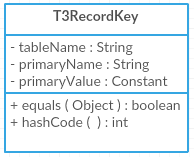 T3RecordKey
- tableName : String
- primaryName : String
- primaryValue : Constant
+ equals ( Object ) : boolean
+ hashCode (  ) : int